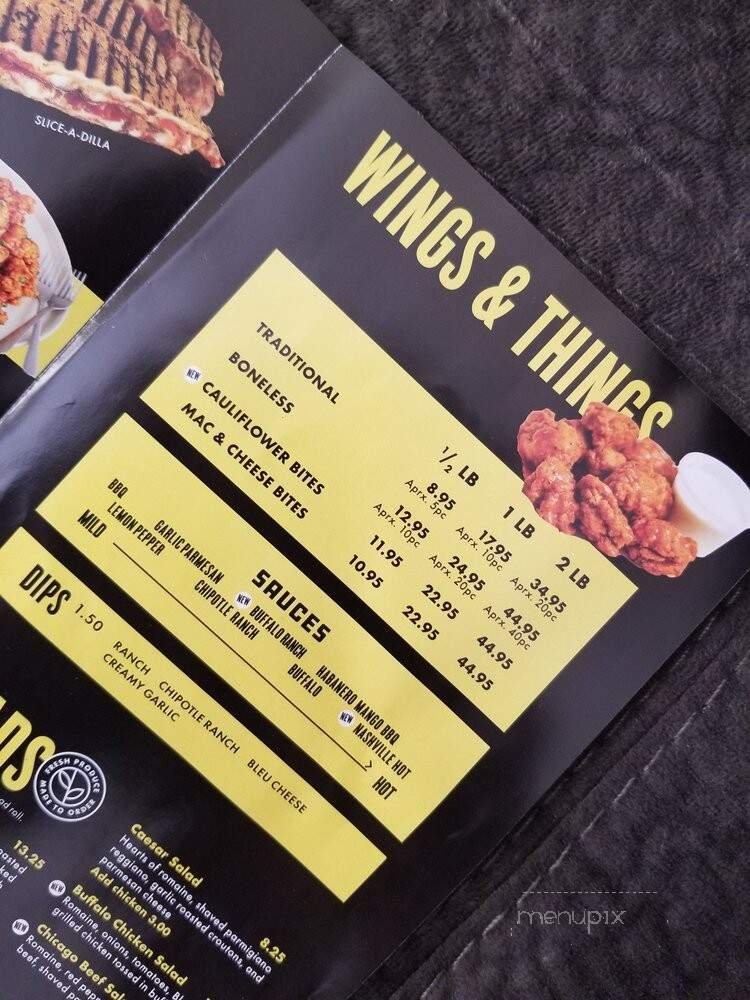 SLICE-A-DILLA
WINGS & THINGS
½ LB 1 LB 2 LB
TRADITIONAL 8.95 17.95 34.95
Aprx. 5pc Aprx. 10pc Aprx. 20pc
BONELESS 12.95 24.95 44.95
Aprx. 10pc Aprx. 20pc Aprx. 40pc
NEW CAULIFLOWER BITES 11.95 22.95 44.95
MAC & CHEESE BITES 10.95 22.95 44.95
SAUCES
BBQ GARLIC PARMESAN NEW BUFFALO RANCH HABANERO MANGO BBQ
LEMON PEPPER CHIPOTLE RANCH BUFFALO NEW NASHVILLE HOT
MILD HOT
DIPS 1.50
RANCH CHIPOTLE RANCH BLEU CHEESE
CREAMY GARLIC
ADS
FRESH PRODUCE
MADE TO ORDER
ad roll.
13.25
Caesar Salad 8.25
Hearts of romaine, shaved parmigiano
reggiano, garlic roasted croutons, and
parmesan cheese
Add chicken 3.00
NEW Buffalo Chicken Salad
Romaine, onions, tomatoes,
grilled chicken tossed in
NEW Chicago Beef
Romaine, red
beef, shaved
menupix